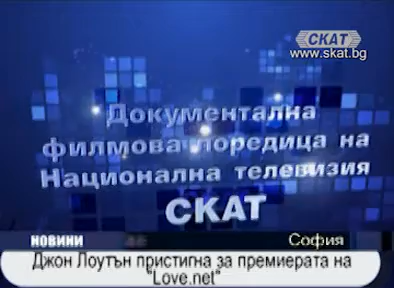 СКАТ
www.skat.bg
Документална
филмова поредица на
Национална телевизия
СКАТ
НОВИНИ
София
Джон Лоутън пристигна за премиерата на
"Love.net"